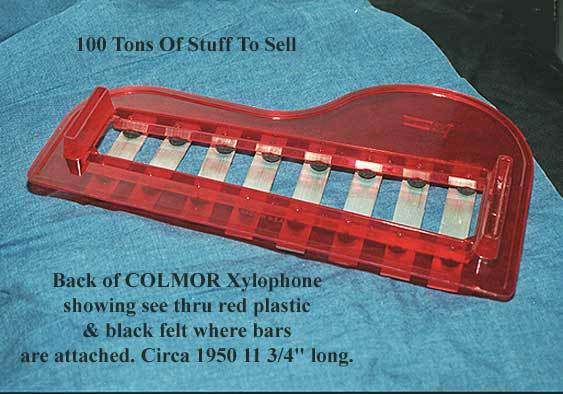 100 Tons Of Stuff To Sell
Back of COLMOR Xylophone
showing see thru red plastic
& black felt where bars
are attached. Circa 1950 11 3/4" long.